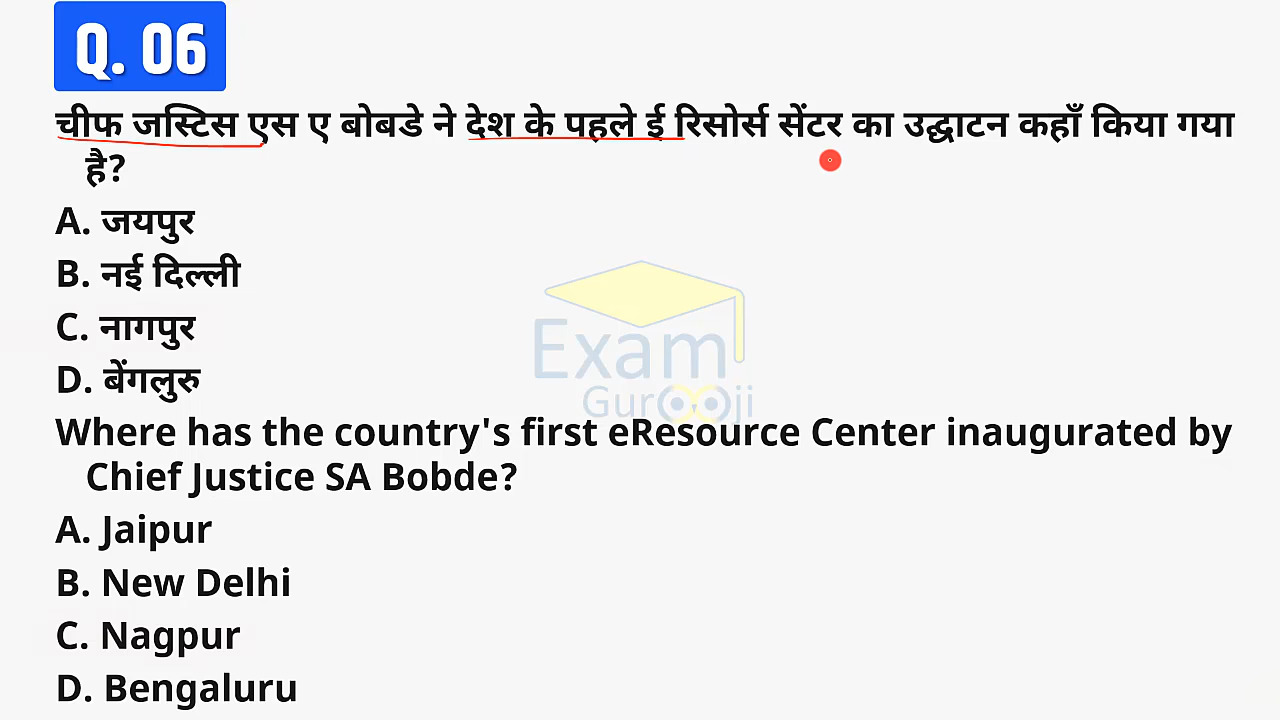 Q. 06
चीफ जस्टिस एस ए बोबडे ने देश के पहले ई रिसोर्स सेंटर का उद्घाटन कहाँ किया गया
है?
A. जयपुर
B. नई दिल्ली
C. नागपुर
D. बेंगलुरु
Exam
Gurooji
Where has the country's first eResource Center inaugurated by
Chief Justice SA Bobde?
A. Jaipur
B. New Delhi
C. Nagpur
D. Bengaluru